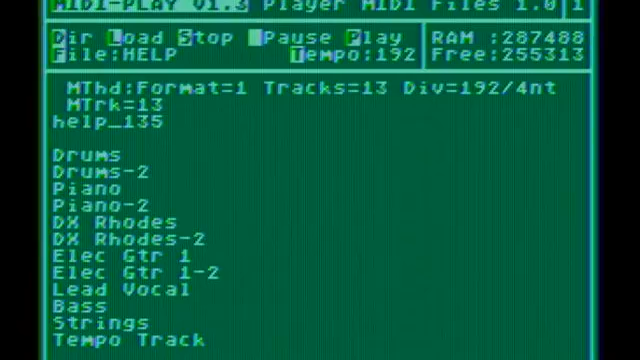 MIDI-PLAY V1.3 Player MIDI Files 1.0 1
Dir Load Stop Pause Play RAM :287488
File:HELP Tempo:192 Free:255313
MThd:Format=1 Tracks=13 Div=192/4nt
MTrk=13
help_135
Drums
Drums-2
Piano
Piano-2
DX Rhodes
DX Rhodes-2
Elec Gtr 1
Elec Gtr 1-2
Lead Vocal
Bass
Strings
Tempo Track